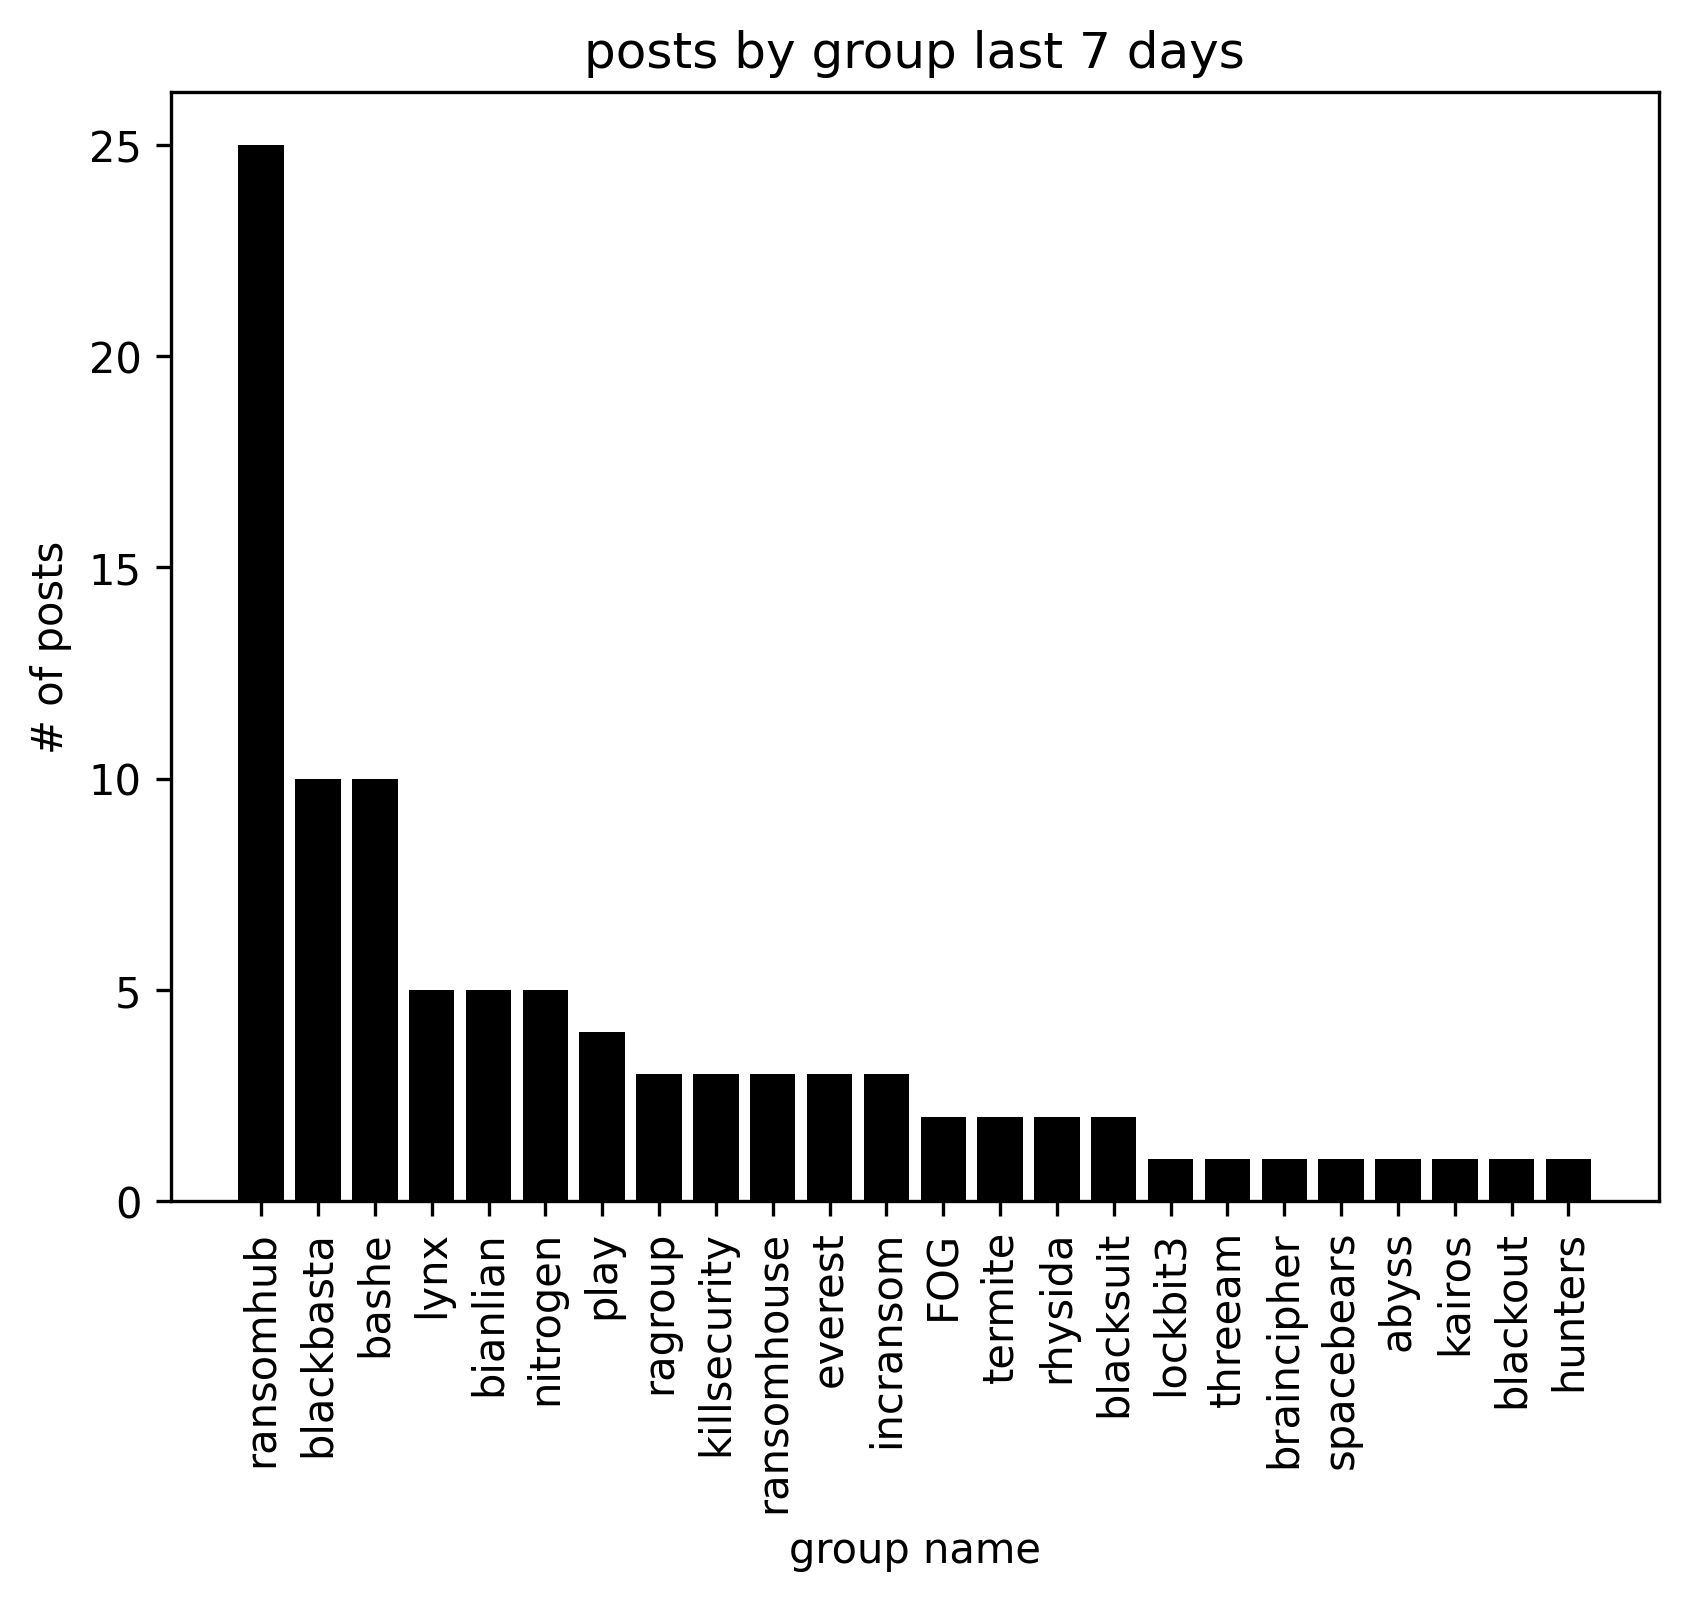 posts by group last 7 days
# of posts
25
20
15
10
5
0
ransomhub
blackbasta
bashe
lynx
bianlian
nitrogen
play
ragroup
killsecurity
ransomhouse
everest
incransom
FOG
termite
rhysida
blacksuit
lockbit3
threeam
braincipher
spacebears
abyss
kairos
blackout
hunters
group name